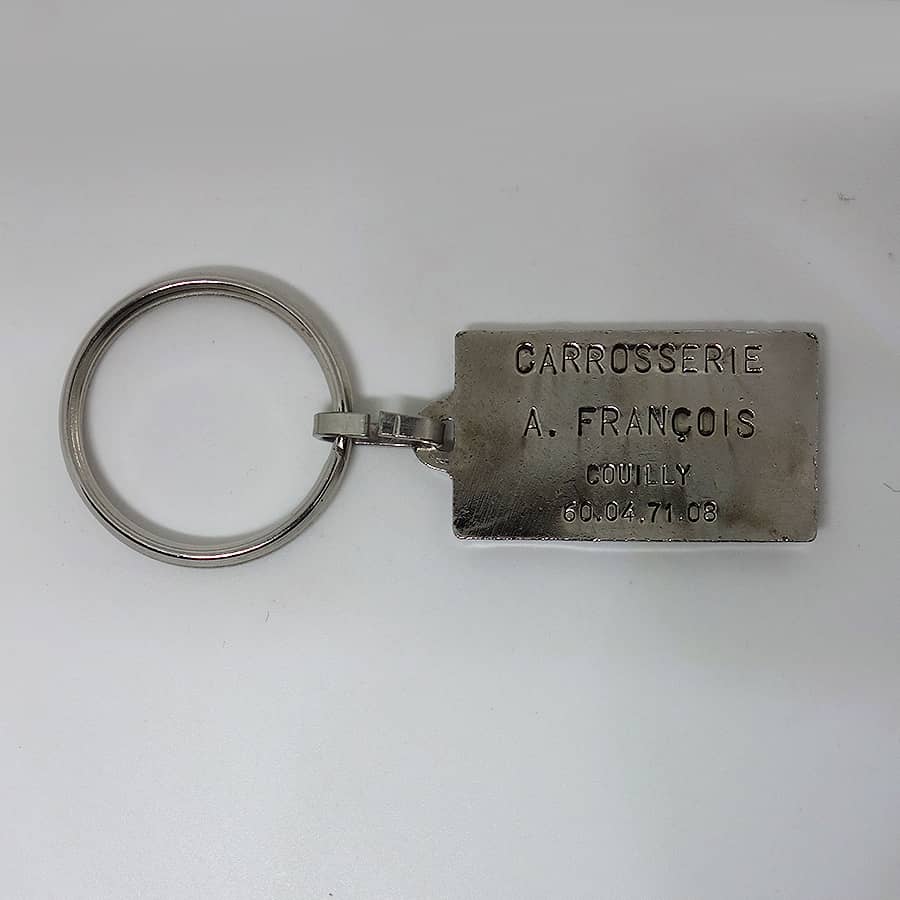 CARROSSERIE
A. FRANÇOIS
COUILLY
60.04.71.08